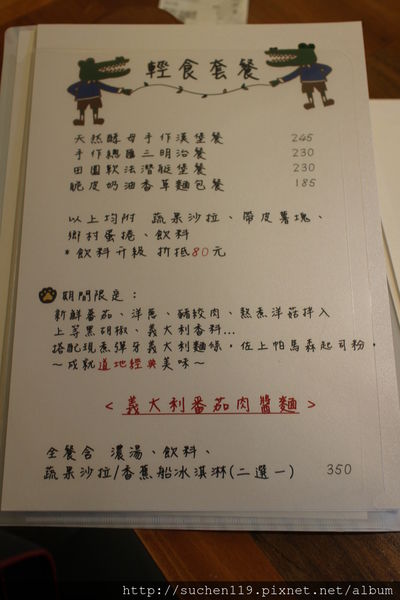 輕食套餐
天然酵母手作漢堡餐 245
手作總匯三明治餐 230
田園軟法潛艇堡餐 230
脆皮奶油香草麵包餐 185
以上均附 蔬果沙拉、帶皮薯塊、
鄉村蛋捲、飲料
*飲料升級 折抵80元
期間限定：
新鮮番茄、洋蔥、豬絞肉、熬煮洋菇拌入
上等黑胡椒、義大利香料...
搭配現煮彈牙義大利麵條，佐上帕馬森起司粉，
～成就道地經典美味～
<義大利番茄肉醬麵>
全餐含 濃湯、飲料、
蔬果沙拉/香蕉船冰淇淋(二選一) 350
http://suchen119.pixnet.net/album